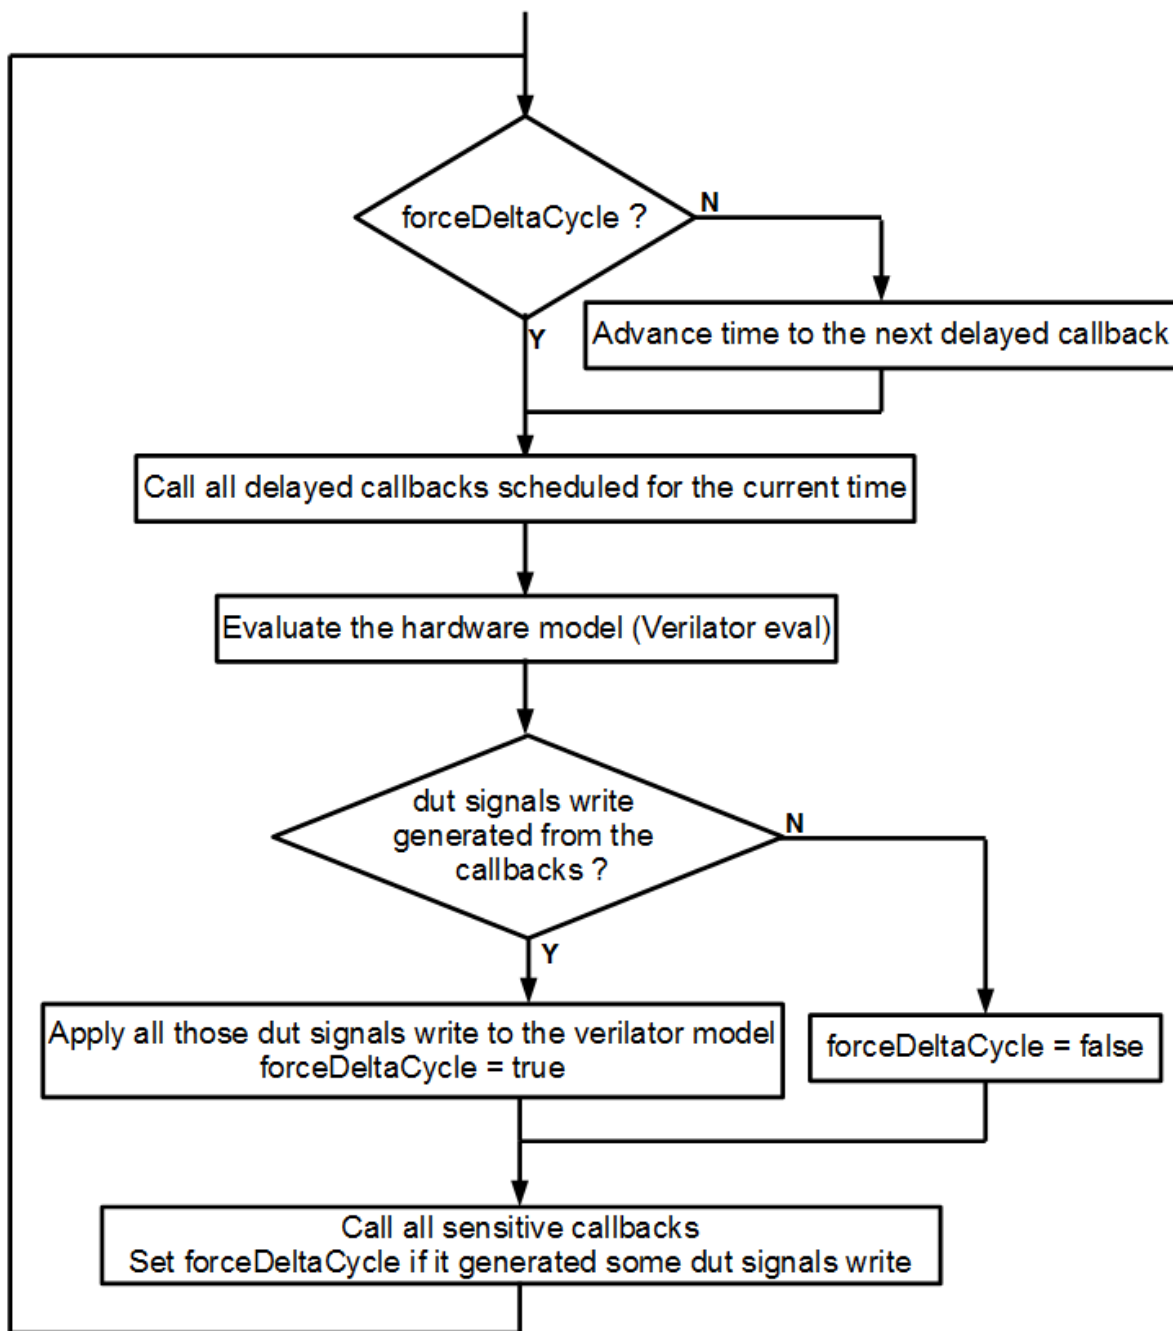 forceDeltaCycle ?
N
Y
Advance time to the next delayed callback
Call all delayed callbacks scheduled for the current time
Evaluate the hardware model (Verilator eval)
dut signals write
generated from the
callbacks ?
N
Y
Apply all those dut signals write to the verilator model
forceDeltaCycle = true
forceDeltaCycle = false
Call all sensitive callbacks
Set forceDeltaCycle if it generated some dut signals write